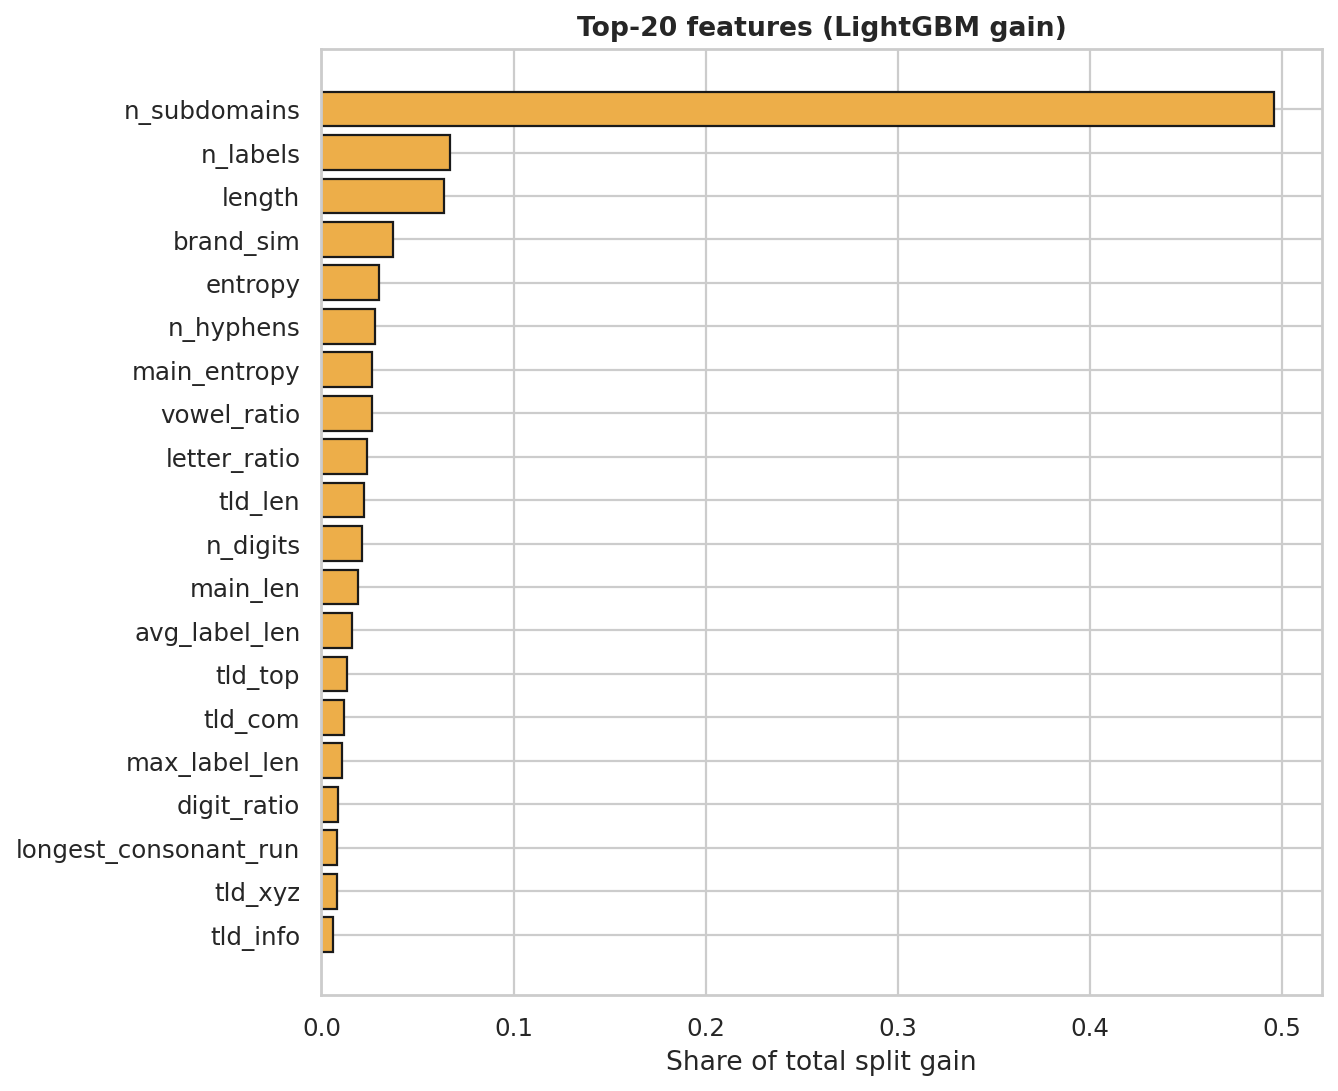 Top-20 features (LightGBM gain)
n_subdomains
n_labels
length
brand_sim
entropy
n_hyphens
main_entropy
vowel_ratio
letter_ratio
tld_len
n_digits
main_len
avg_label_len
tld_top
tld_com
max_label_len
digit_ratio
longest_consonant_run
tld_xyz
tld_info
0.0 0.1 0.2 0.3 0.4 0.5
Share of total split gain